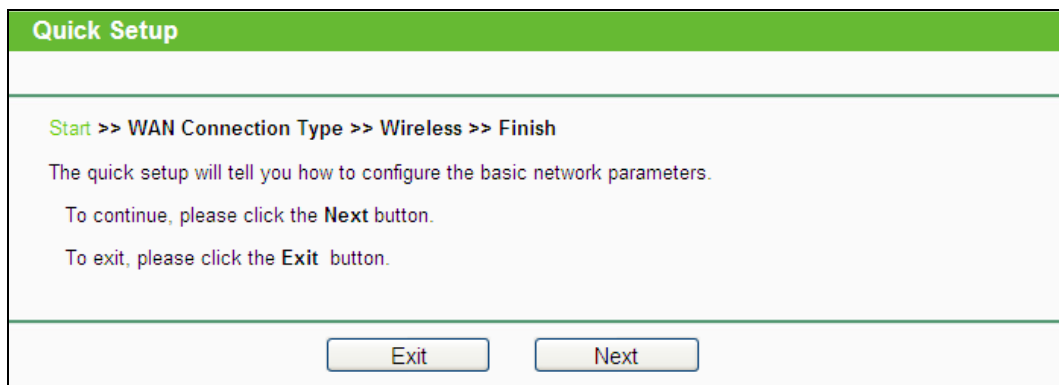 Quick Setup
Start >> WAN Connection Type >> Wireless >> Finish
The quick setup will tell you how to configure the basic network parameters.
To continue, please click the Next button.
To exit, please click the Exit button.
Exit Next